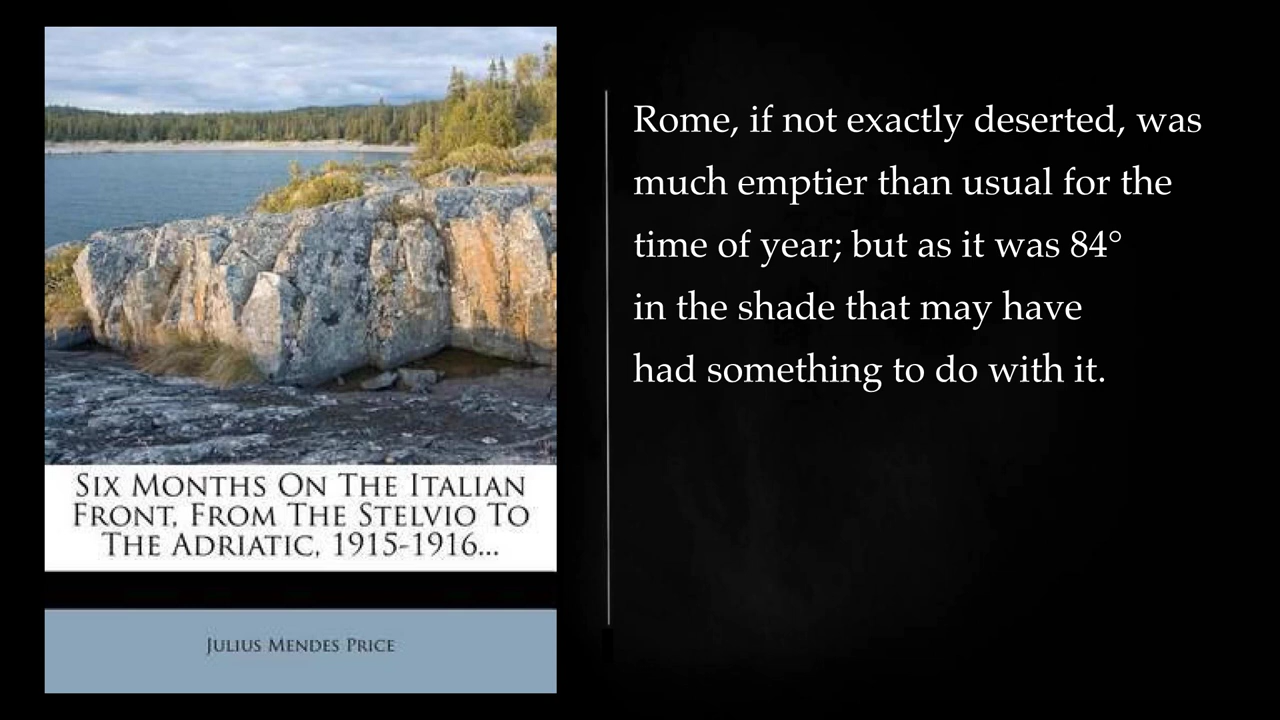 Rome, if not exactly deserted, was
much emptier than usual for the
time of year; but as it was 84°
in the shade that may have
had something to do with it.
SIX MONTHS ON THE ITALIAN
FRONT, FROM THE STELVIO TO
THE ADRIATIC, 1915-1916...
JULIUS MENDES PRICE